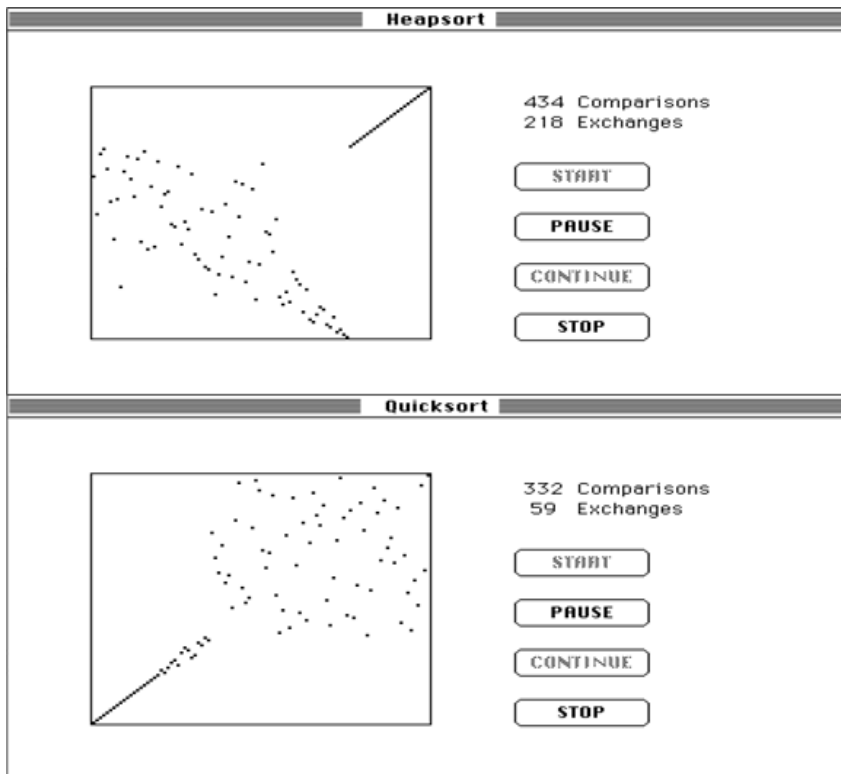 Heapsort
434 Comparisons
218 Exchanges
START
PAUSE
CONTINUE
STOP
Quicksort
332 Comparisons
59 Exchanges
START
PAUSE
CONTINUE
STOP